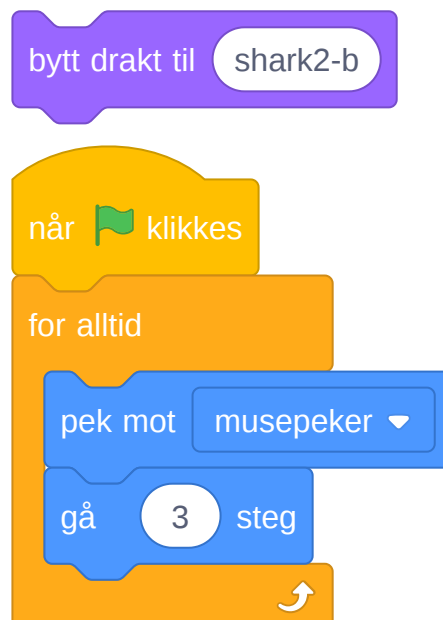 bytt drakt til shark2-b
når klikkes
for alltid
pek mot musepeker
gå 3 steg